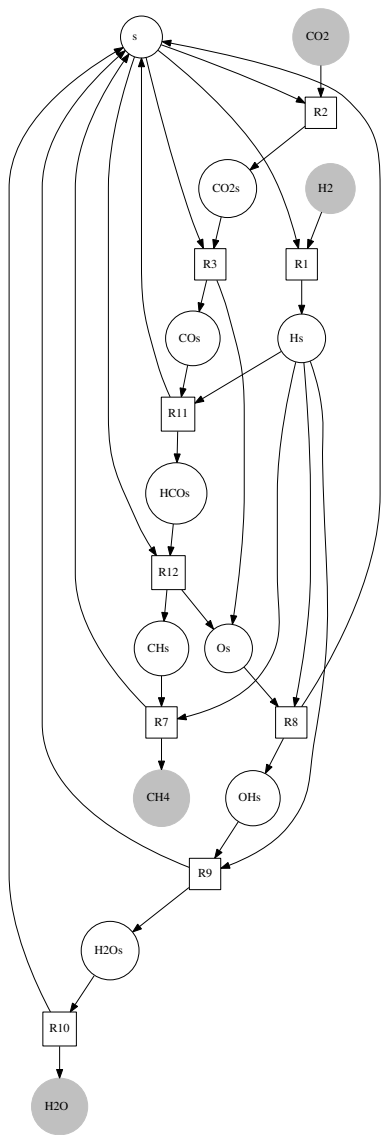 s
CO2
R2
CO2s
H2
R3
R1
COs
Hs
R11
HCOs
R12
CHs
Os
R7
R8
CH4
OHs
R9
H2Os
R10
H2O